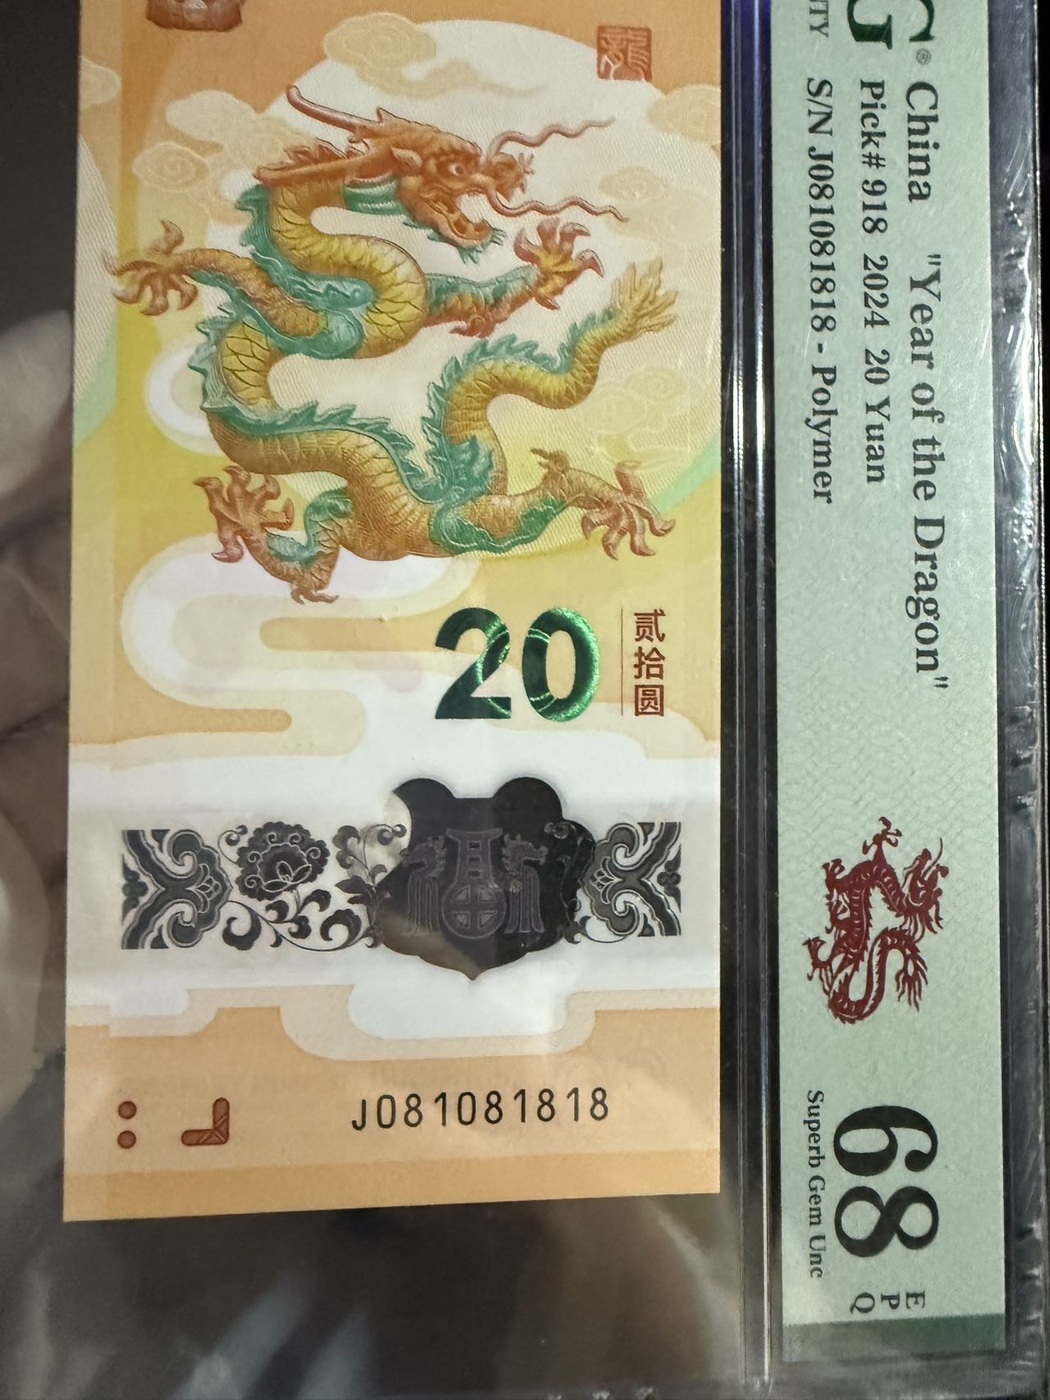 龍
20
贰拾圆
J081081818
G®
China "Year of the Dragon"
Pick# 918 2024 20 Yuan
S/N J081081818 - Polymer
68
EPQ
Superb Gem Unc